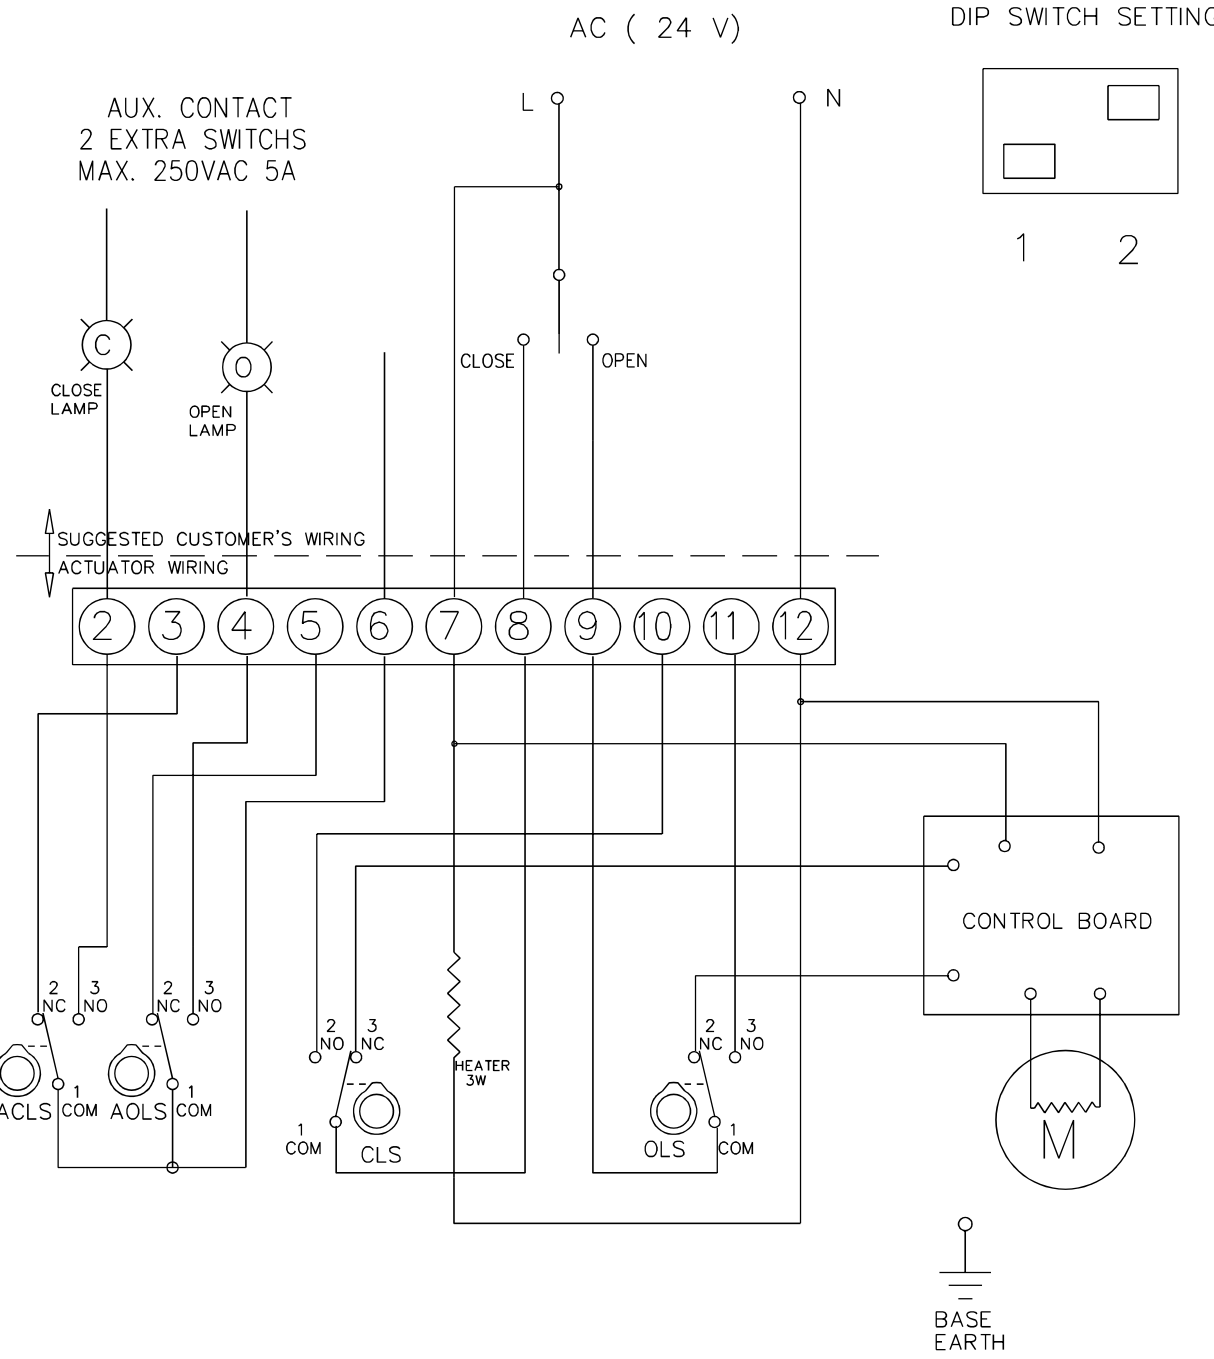 AC ( 24 V)
DIP SWITCH SETTING
L
N
AUX. CONTACT
2 EXTRA SWITCHS
MAX. 250VAC 5A
1 2
C
O
CLOSE
LAMP
OPEN
LAMP
CLOSE
OPEN
SUGGESTED CUSTOMER'S WIRING
ACTUATOR WIRING
2 3 4 5 6 7 8 9 10 11 12
CONTROL BOARD
2
NC
3
NO
2
NC
3
NO
2
NO
3
NC
2
NC
3
NO
HEATER
3W
ACLS
1
COM
AOLS
1
COM
1
COM
CLS
OLS
1
COM
M
BASE
EARTH